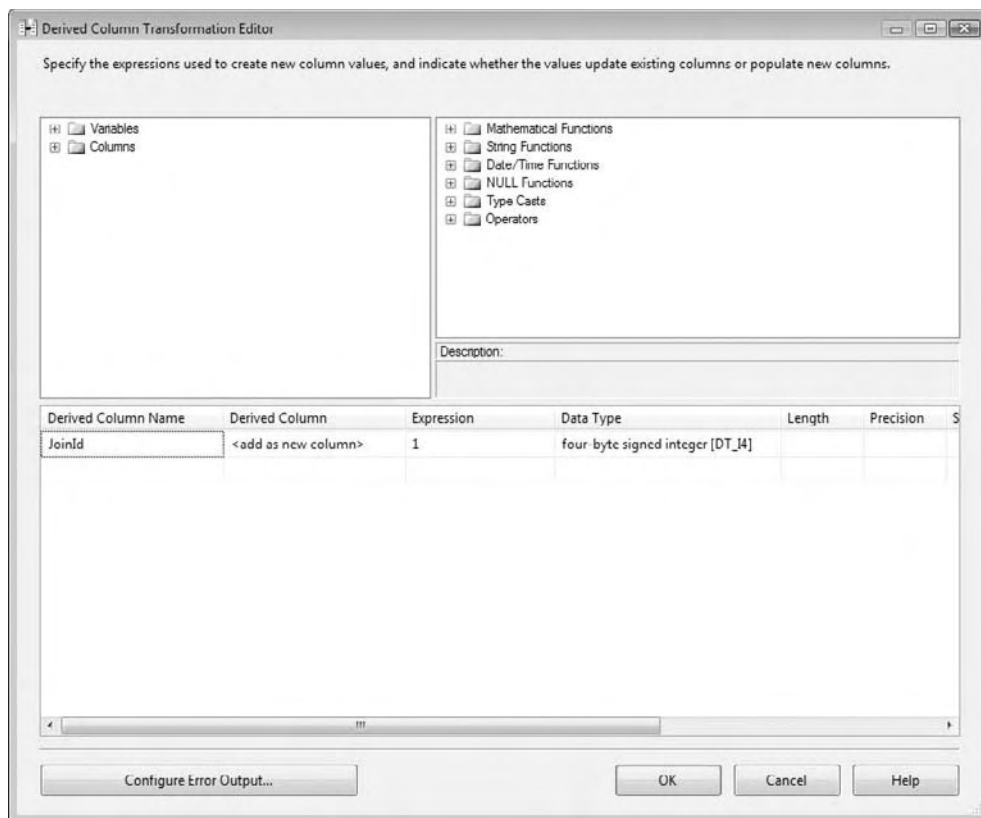 Derived Column Transformation Editor
Specify the expressions used to create new column values, and indicate whether the values update existing columns or populate new columns.
Variables
Columns
Mathematical Functions
String Functions
Date/Time Functions
NULL Functions
Type Casts
Operators
Description:
Derived Column Name Derived Column Expression Data Type Length Precision S
JoinId <add as new column> 1 four-byte signed integer [DT_I4]
Configure Error Output... OK Cancel Help